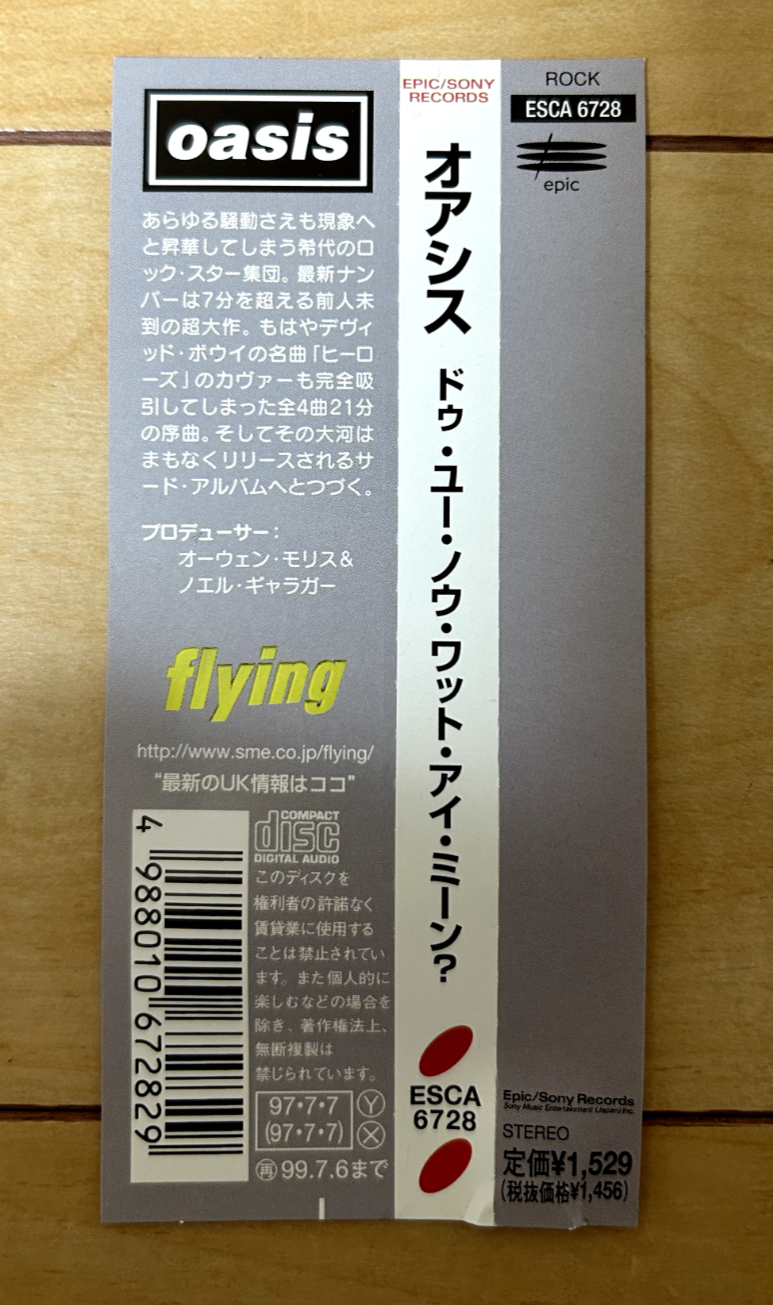 oasis
あらゆる騒動さえも現象へ
と昇華してしまう希代のロ
ック・スター集団。最新ナン
バーは7分を超える前人未
到の超大作。もはやデヴィ
ッド・ボウイの名曲「ヒーロ
ーズ」のカヴァーも完全吸
引してしまった全4曲21分
の序曲。そしてその大河は
まもなくリリースされるサ
ード・アルバムへとつづく。
プロデューサー:
オーウェン・モリス&
ノエル・ギャラガー
flying
http://www.sme.co.jp/flying/
“最新のUK情報はココ”
4 988010 672829
COMPACT
disc
DIGITAL AUDIO
このディスクを
権利者の許諾なく
賃貸業に使用する
ことは禁止されてい
ます。また個人的に
楽しむなどの場合を
除き、著作権法上、
無断複製は
禁じられています。
97・7・7 Ⓨ
(97・7・7) Ⓧ
㊢99.7.6まで
EPIC/SONY
RECORDS
オアシス ドゥ・ユー・ノウ・ワット・アイ・ミーン?
ESCA
6728
ROCK
ESCA 6728
epic
Epic/Sony Records
Sony Music Entertainment (Japan) Inc.
STEREO
定価¥1,529
(税抜価格¥1,456)